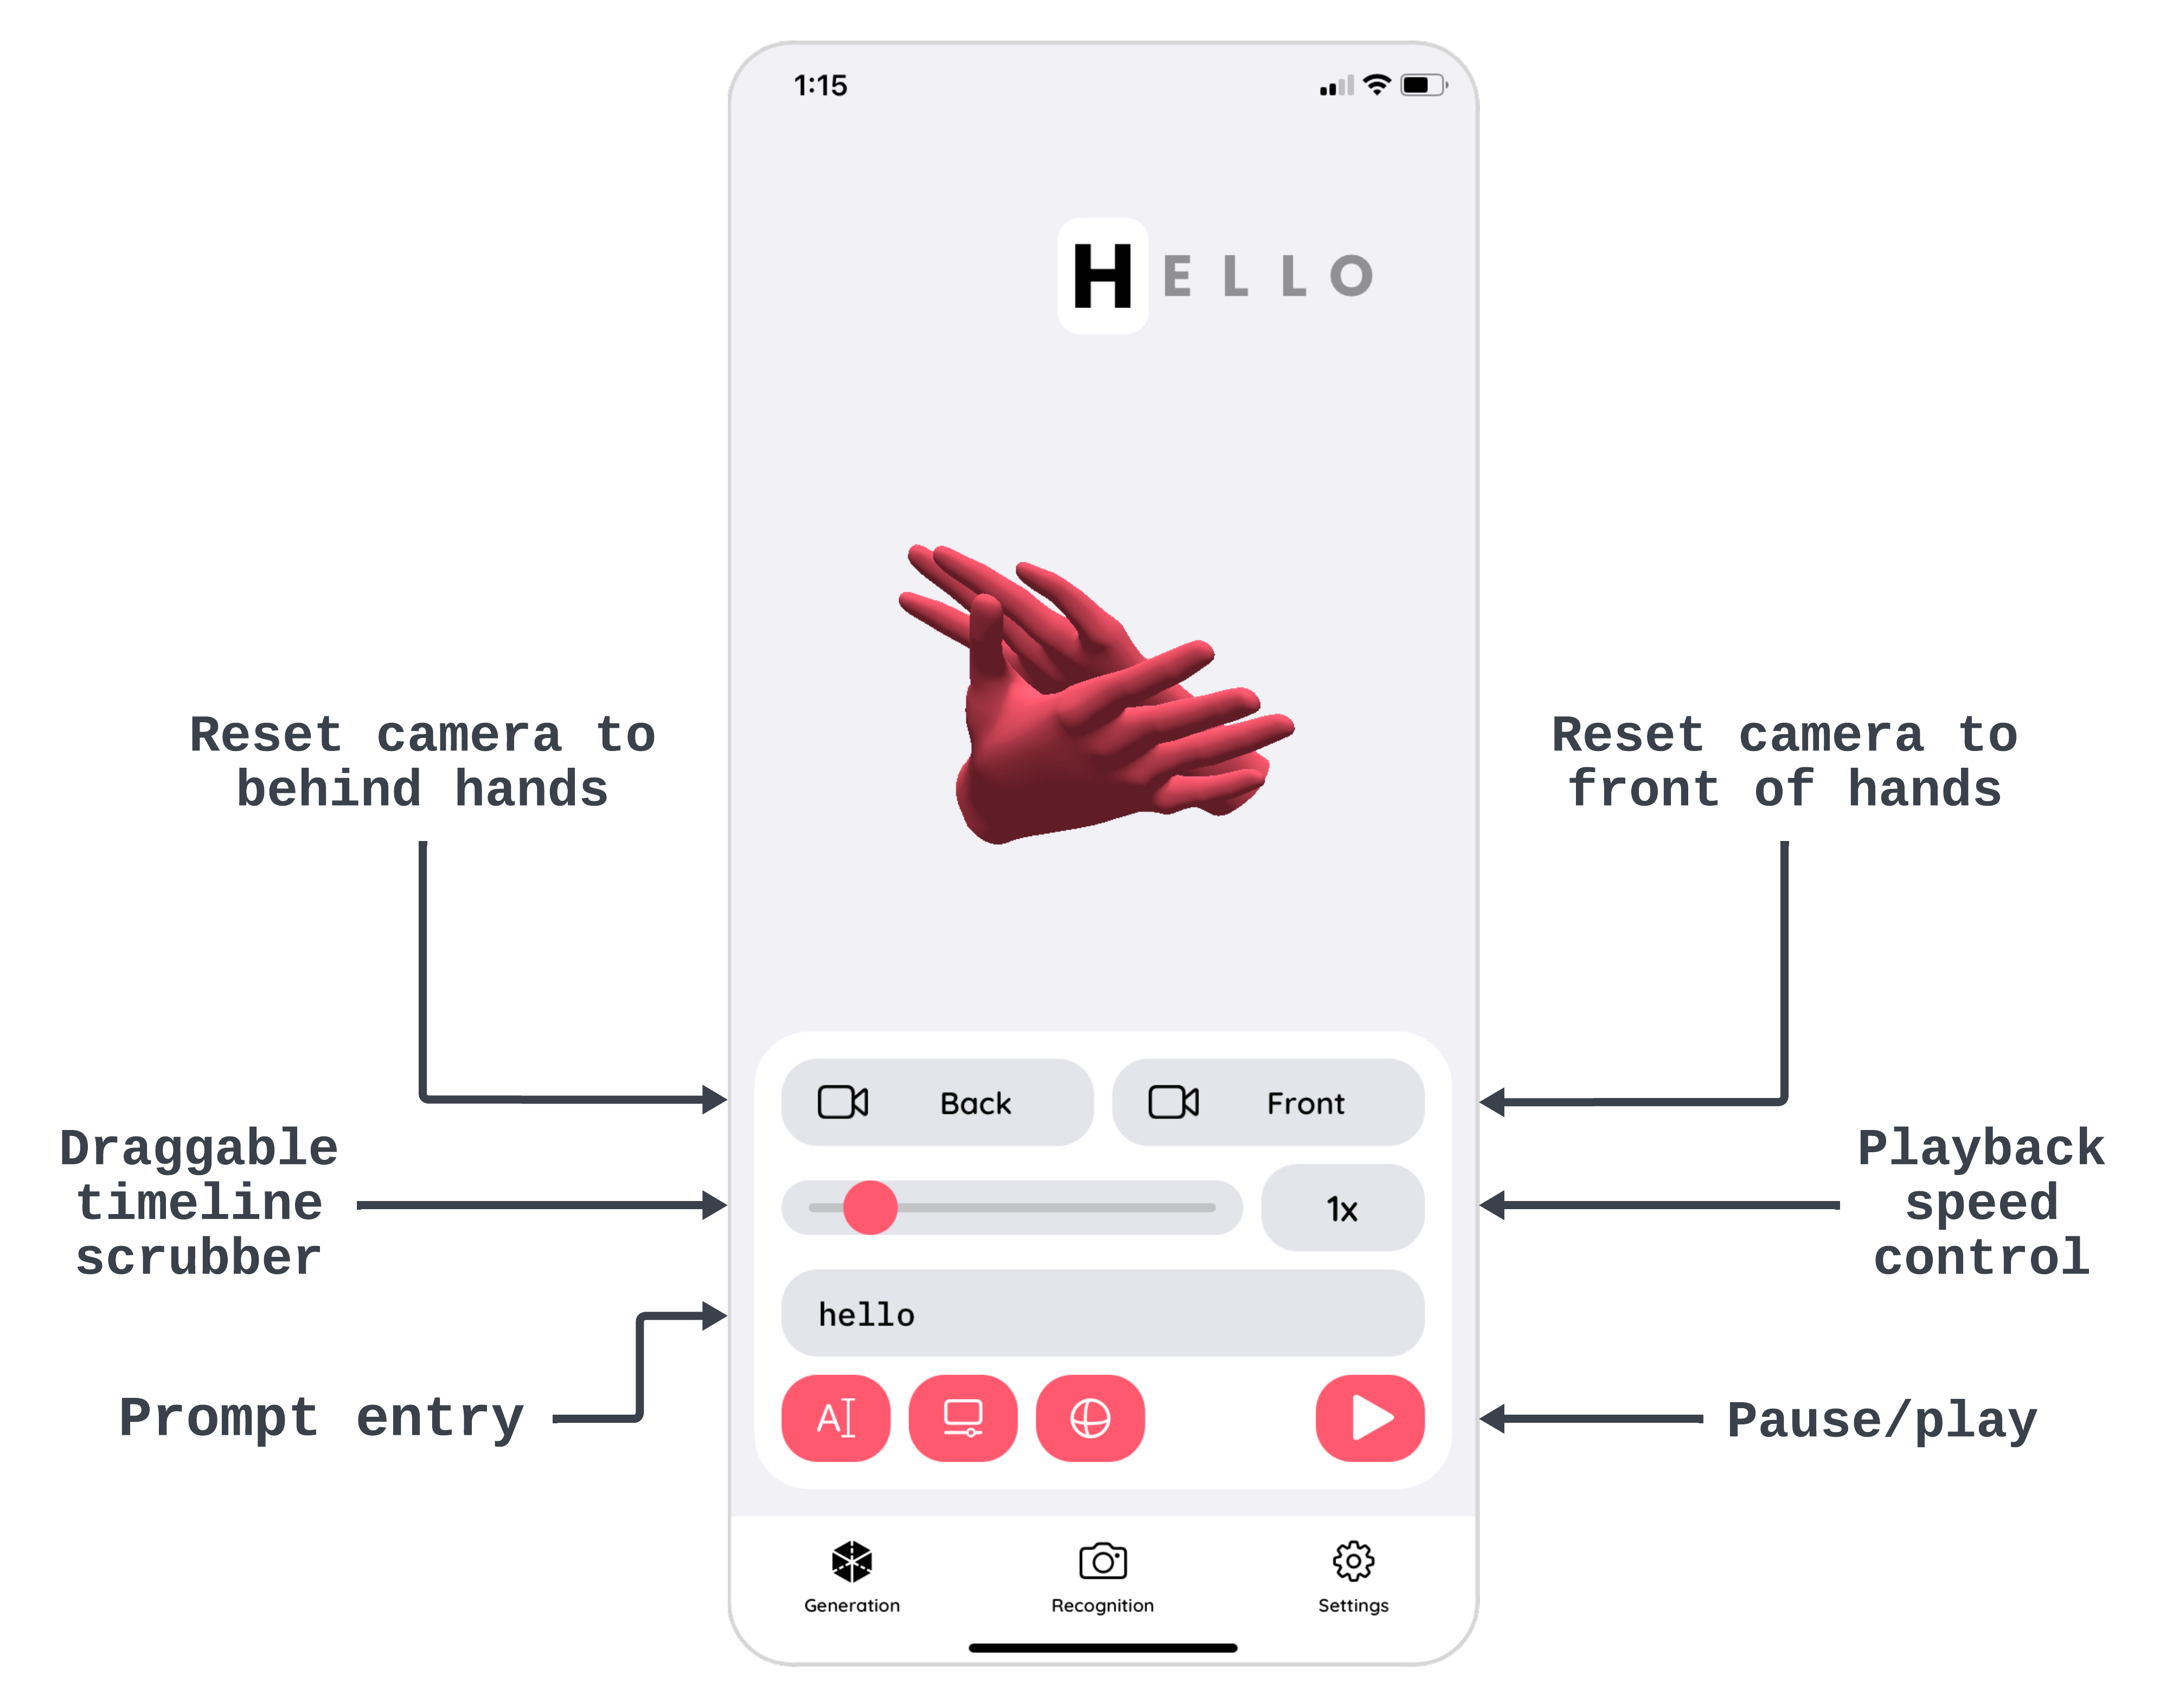 1:15
HELLO
Reset camera to
behind hands
Reset camera to
front of hands
Back
Front
Draggable
timeline
scrubber
1x
Playback
speed
control
hello
Prompt entry
AI
Pause/play
Generation
Recognition
Settings